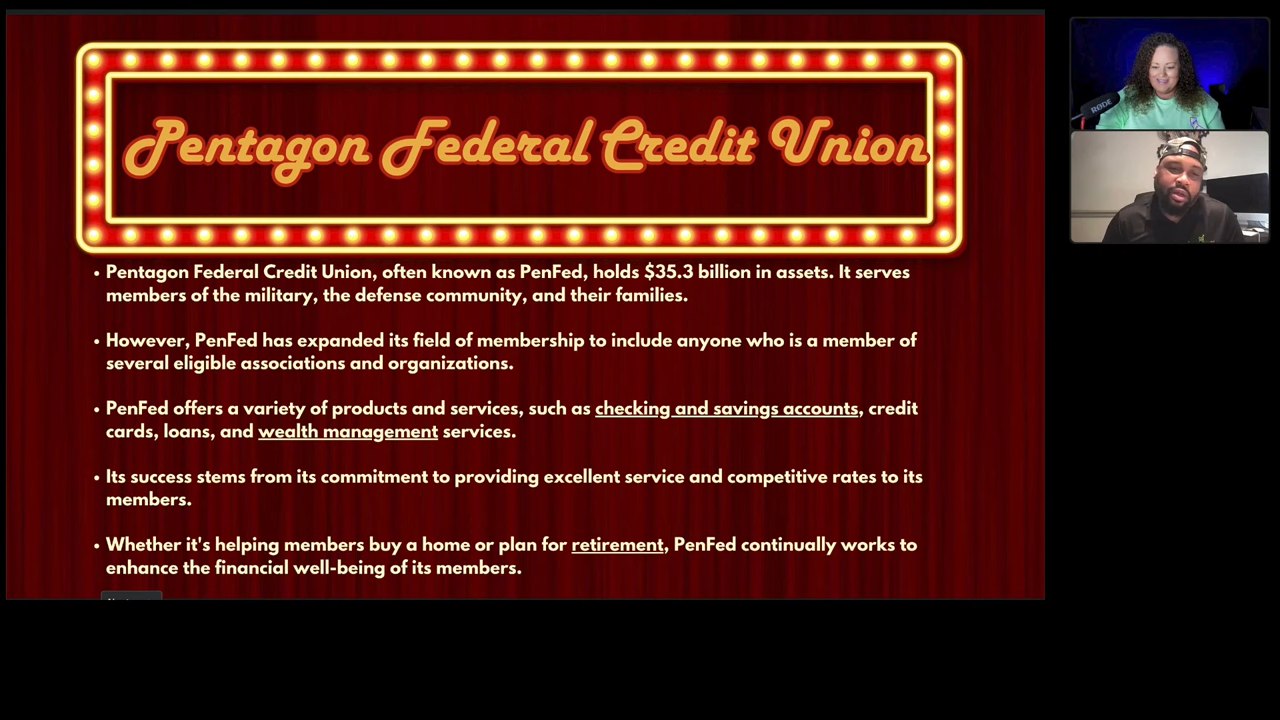 Pentagon Federal Credit Union
• Pentagon Federal Credit Union, often known as PenFed, holds $35.3 billion in assets. It serves
members of the military, the defense community, and their families.
• However, PenFed has expanded its field of membership to include anyone who is a member of
several eligible associations and organizations.
• PenFed offers a variety of products and services, such as checking and savings accounts, credit
cards, loans, and wealth management services.
• Its success stems from its commitment to providing excellent service and competitive rates to its
members.
• Whether it's helping members buy a home or plan for retirement, PenFed continually works to
enhance the financial well-being of its members.
RØDE